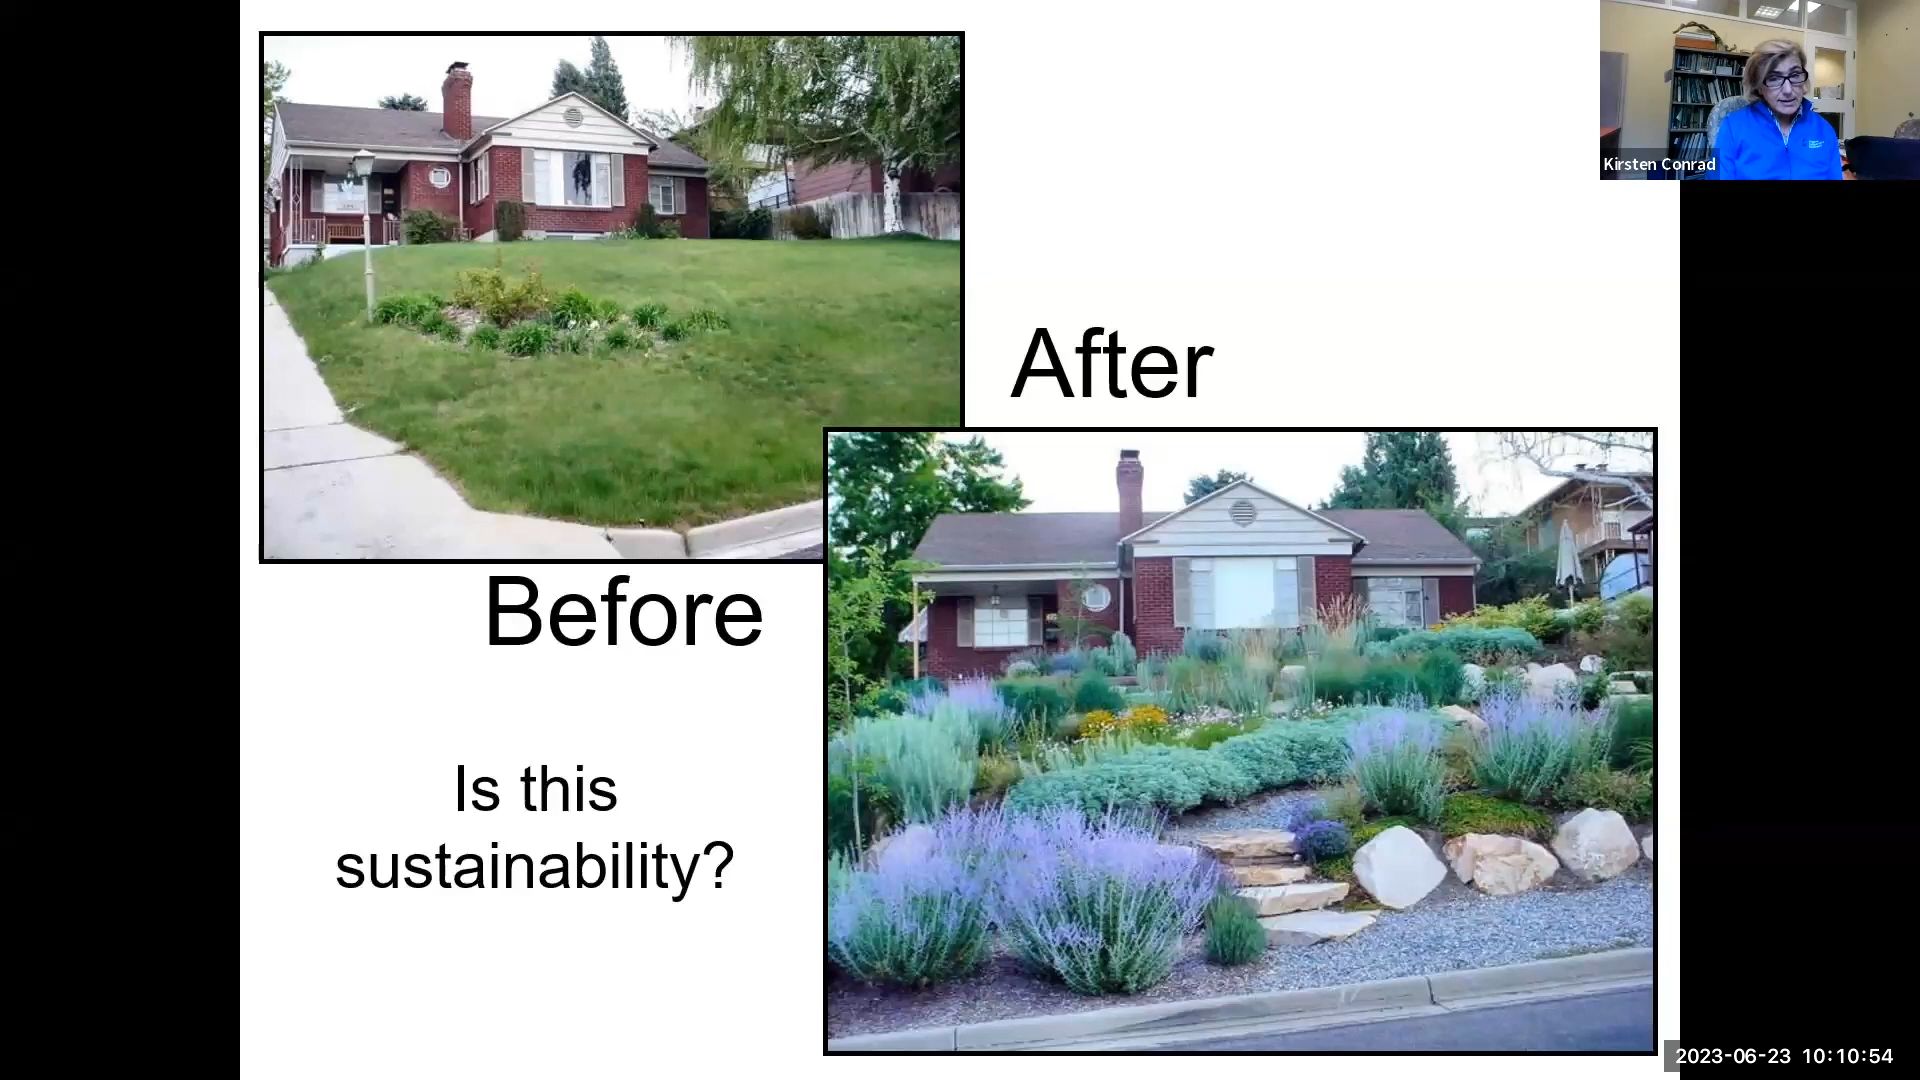 Kirsten Conrad
After
Before
Is this
sustainability?
2023-06-23 10:10:54